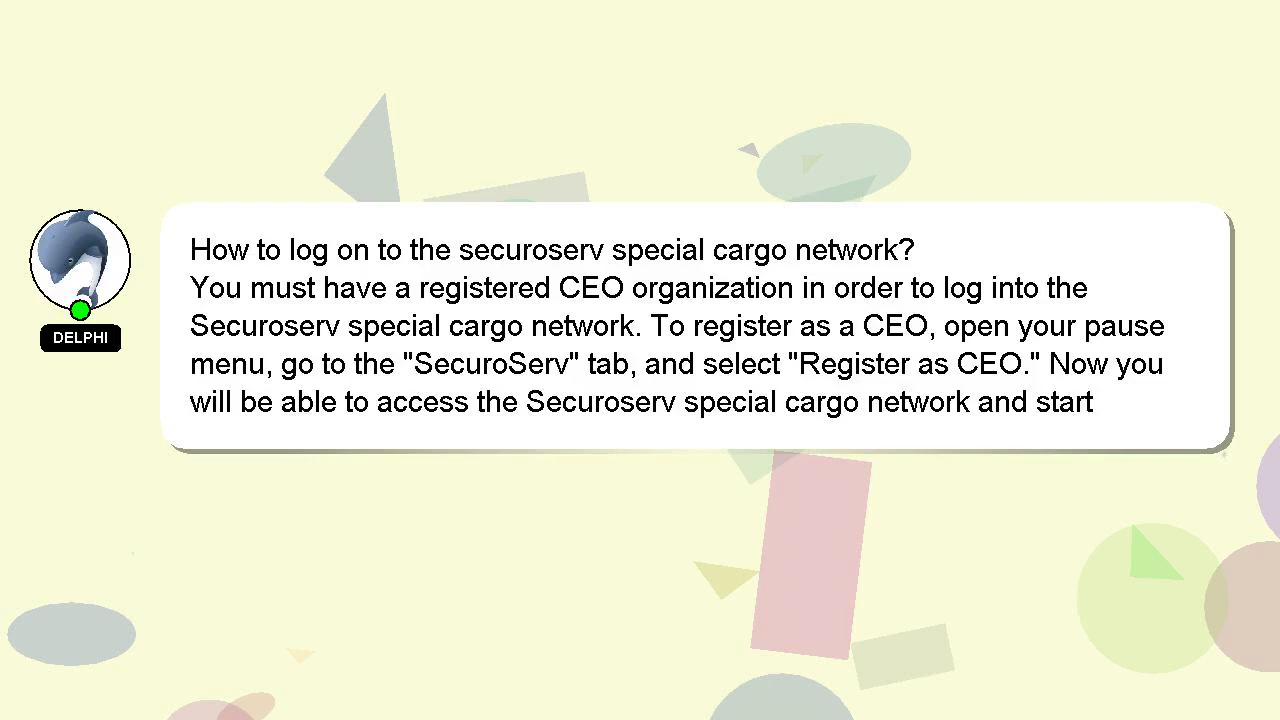 How to log on to the securoserv special cargo network?
You must have a registered CEO organization in order to log into the
Securoserv special cargo network. To register as a CEO, open your pause
menu, go to the "SecuroServ" tab, and select "Register as CEO." Now you
will be able to access the Securoserv special cargo network and start
DELPHI